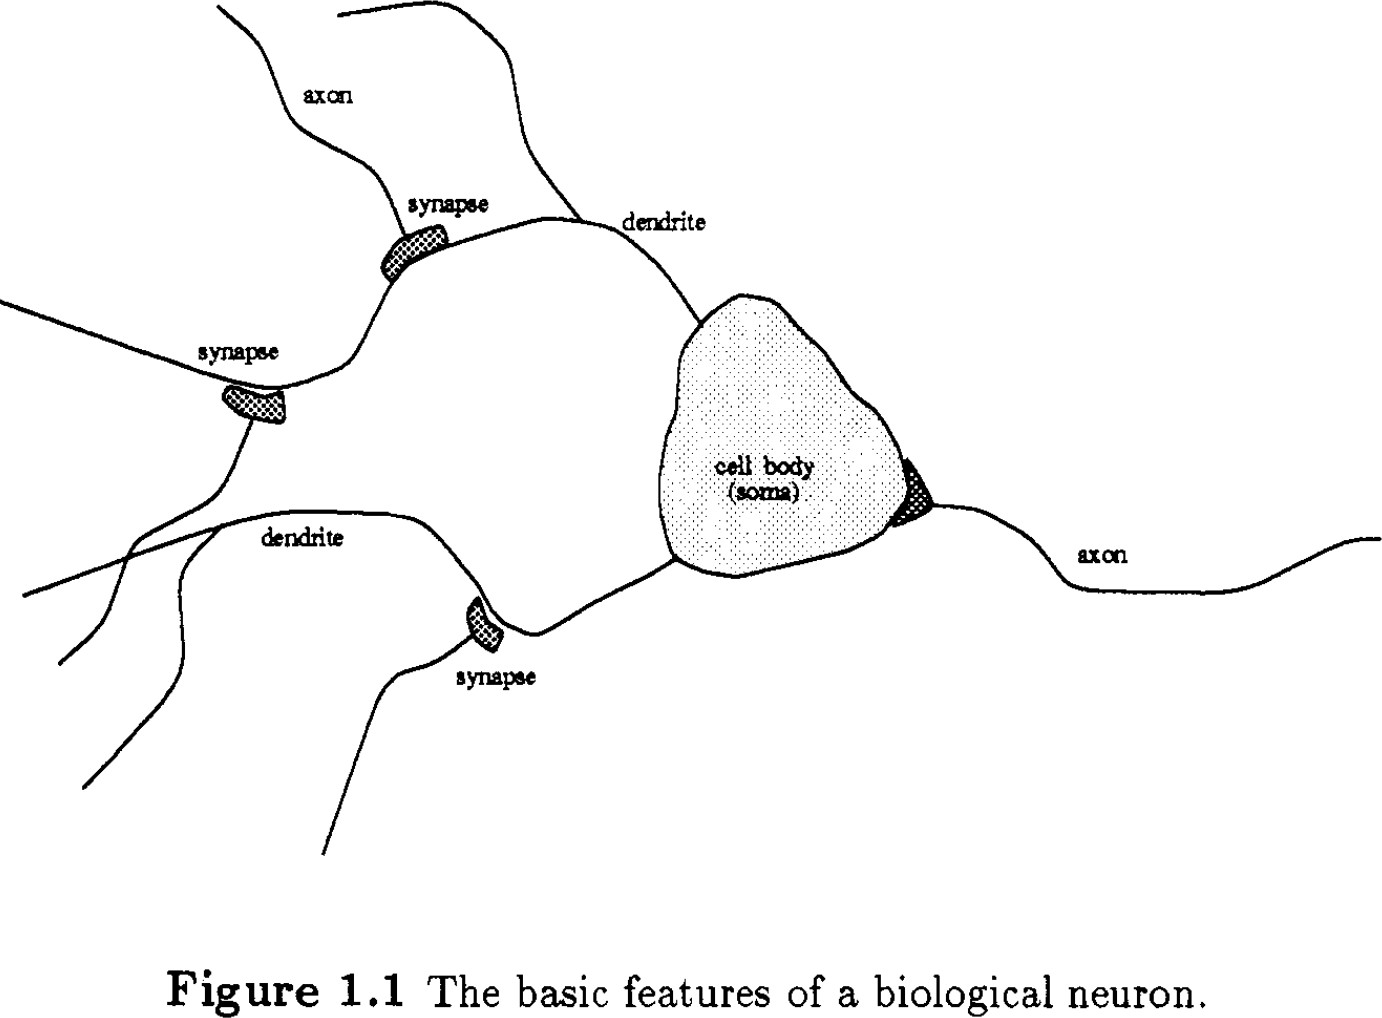 axon
synapse
dendrite
synapse
cell body
(soma)
dendrite
axon
synapse
Figure 1.1 The basic features of a biological neuron.